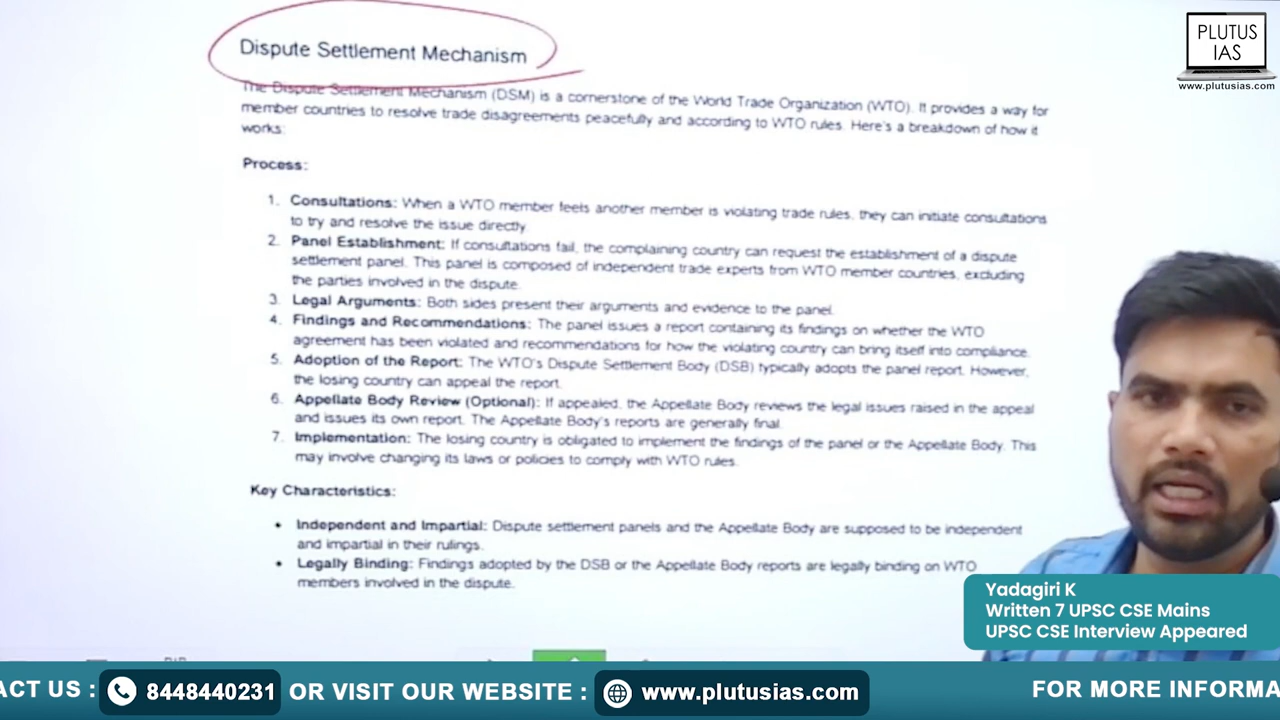 PLUTUS
IAS
www.plutusias.com
Dispute Settlement Mechanism
The Dispute Settlement Mechanism (DSM) is a cornerstone of the World Trade Organization (WTO). It provides a way for
member countries to resolve trade disagreements peacefully and according to WTO rules. Here's a breakdown of how it
works:
Process:
1. Consultations: When a WTO member feels another member is violating trade rules, they can initiate consultations
to try and resolve the issue directly.
2. Panel Establishment: If consultations fail, the complaining country can request the establishment of a dispute
settlement panel. This panel is composed of independent trade experts from WTO member countries, excluding
the parties involved in the dispute.
3. Legal Arguments: Both sides present their arguments and evidence to the panel.
4. Findings and Recommendations: The panel issues a report containing its findings on whether the WTO
agreement has been violated and recommendations for how the violating country can bring itself into compliance.
5. Adoption of the Report: The WTO's Dispute Settlement Body (DSB) typically adopts the panel report. However,
the losing country can appeal the report.
6. Appellate Body Review (Optional): If appealed, the Appellate Body reviews the legal issues raised in the appeal
and issues its own report. The Appellate Body's reports are generally final.
7. Implementation: The losing country is obligated to implement the findings of the panel or the Appellate Body. This
may involve changing its laws or policies to comply with WTO rules.
Key Characteristics:
• Independent and Impartial: Dispute settlement panels and the Appellate Body are supposed to be independent
and impartial in their rulings.
• Legally Binding: Findings adopted by the DSB or the Appellate Body reports are legally binding on WTO
members involved in the dispute.
Yadagiri K
Written 7 UPSC CSE Mains
UPSC CSE Interview Appeared
ACT US : 8448440231 OR VISIT OUR WEBSITE : www.plutusias.com FOR MORE INFORMA